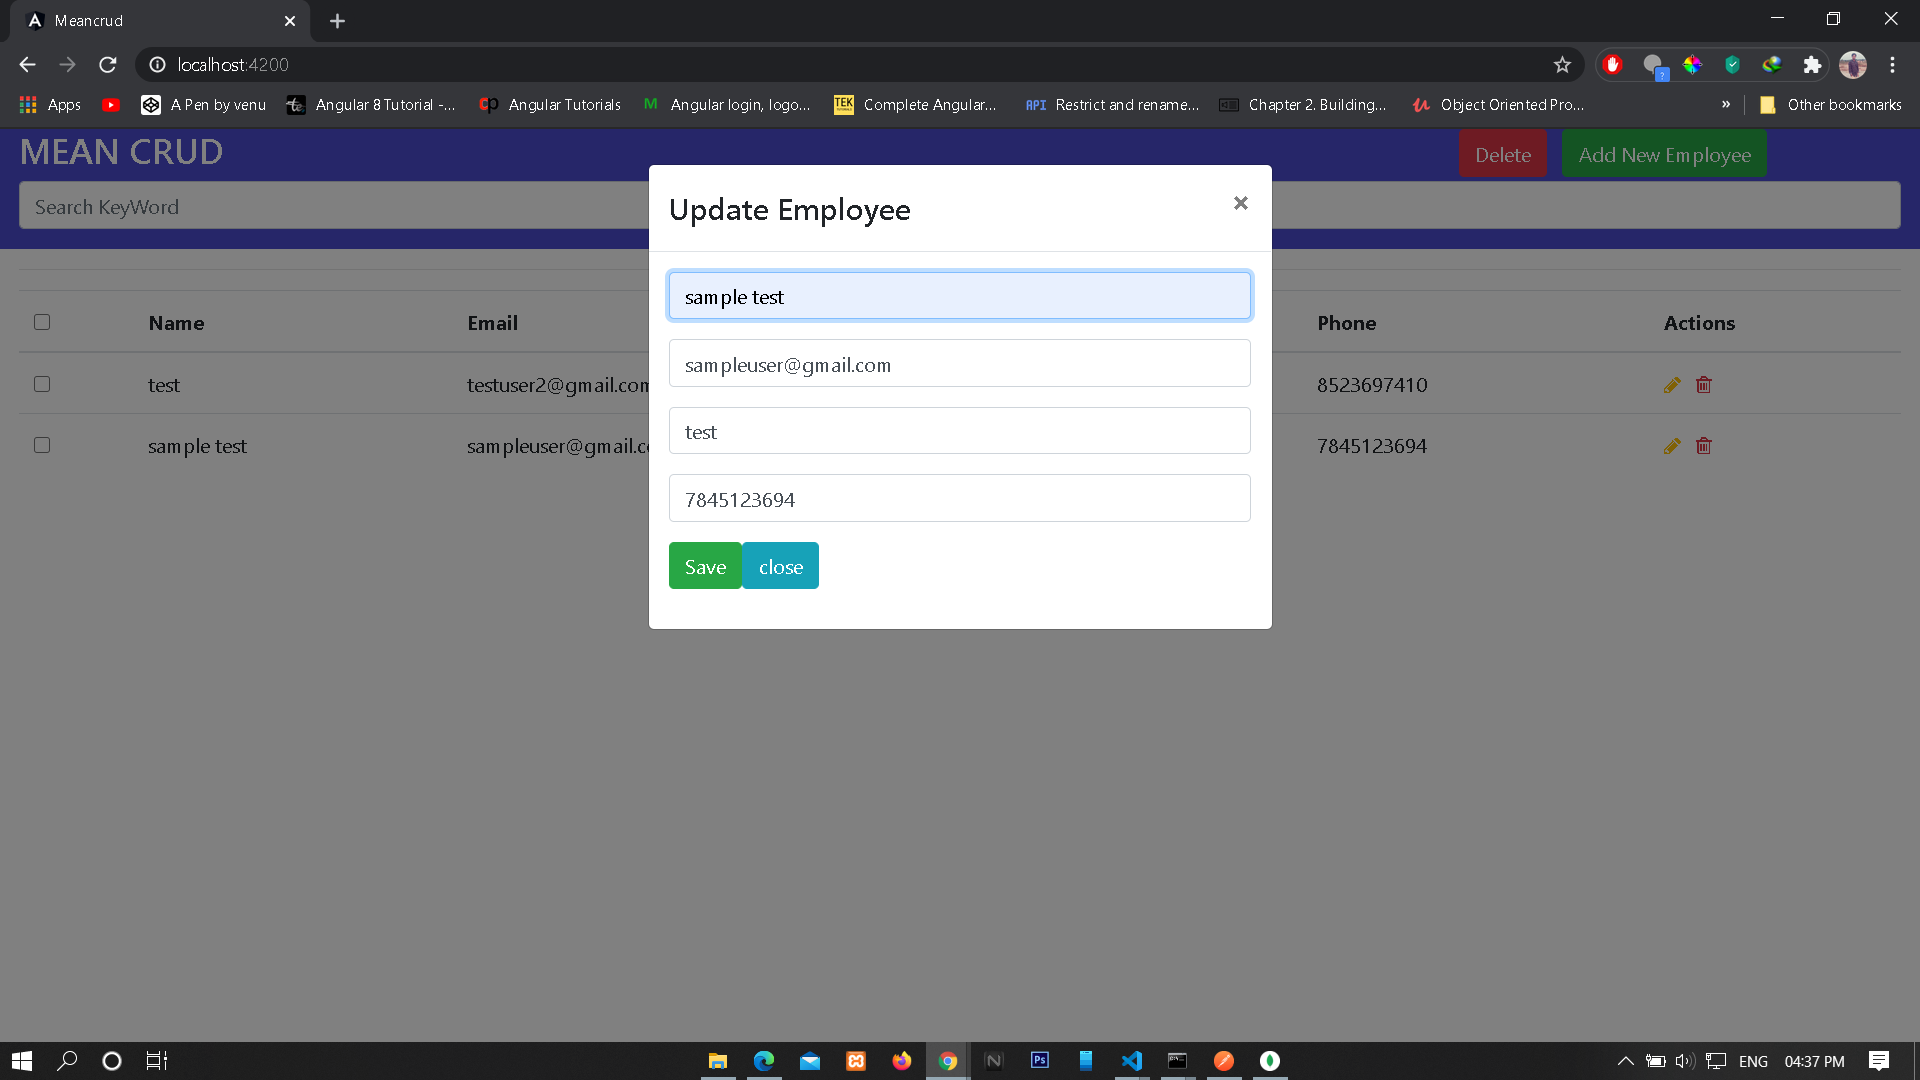 Meancrud
localhost:4200
Apps
A Pen by venu
Angular 8 Tutorial -...
Angular Tutorials
M
Angular login, logo...
TEK
Complete Angular...
API
Restrict and rename...
Chapter 2. Building...
Object Oriented Pro...
»
Other bookmarks
MEAN CRUD
Delete
Add New Employee
Search KeyWord
Update Employee
×
sample test
sampleuser@gmail.com
test
7845123694
Save
close
Name
Email
Phone
Actions
test
testuser2@gmail.com
8523697410
sample test
sampleuser@gmail.c
7845123694
N
Ps
ENG
04:37 PM